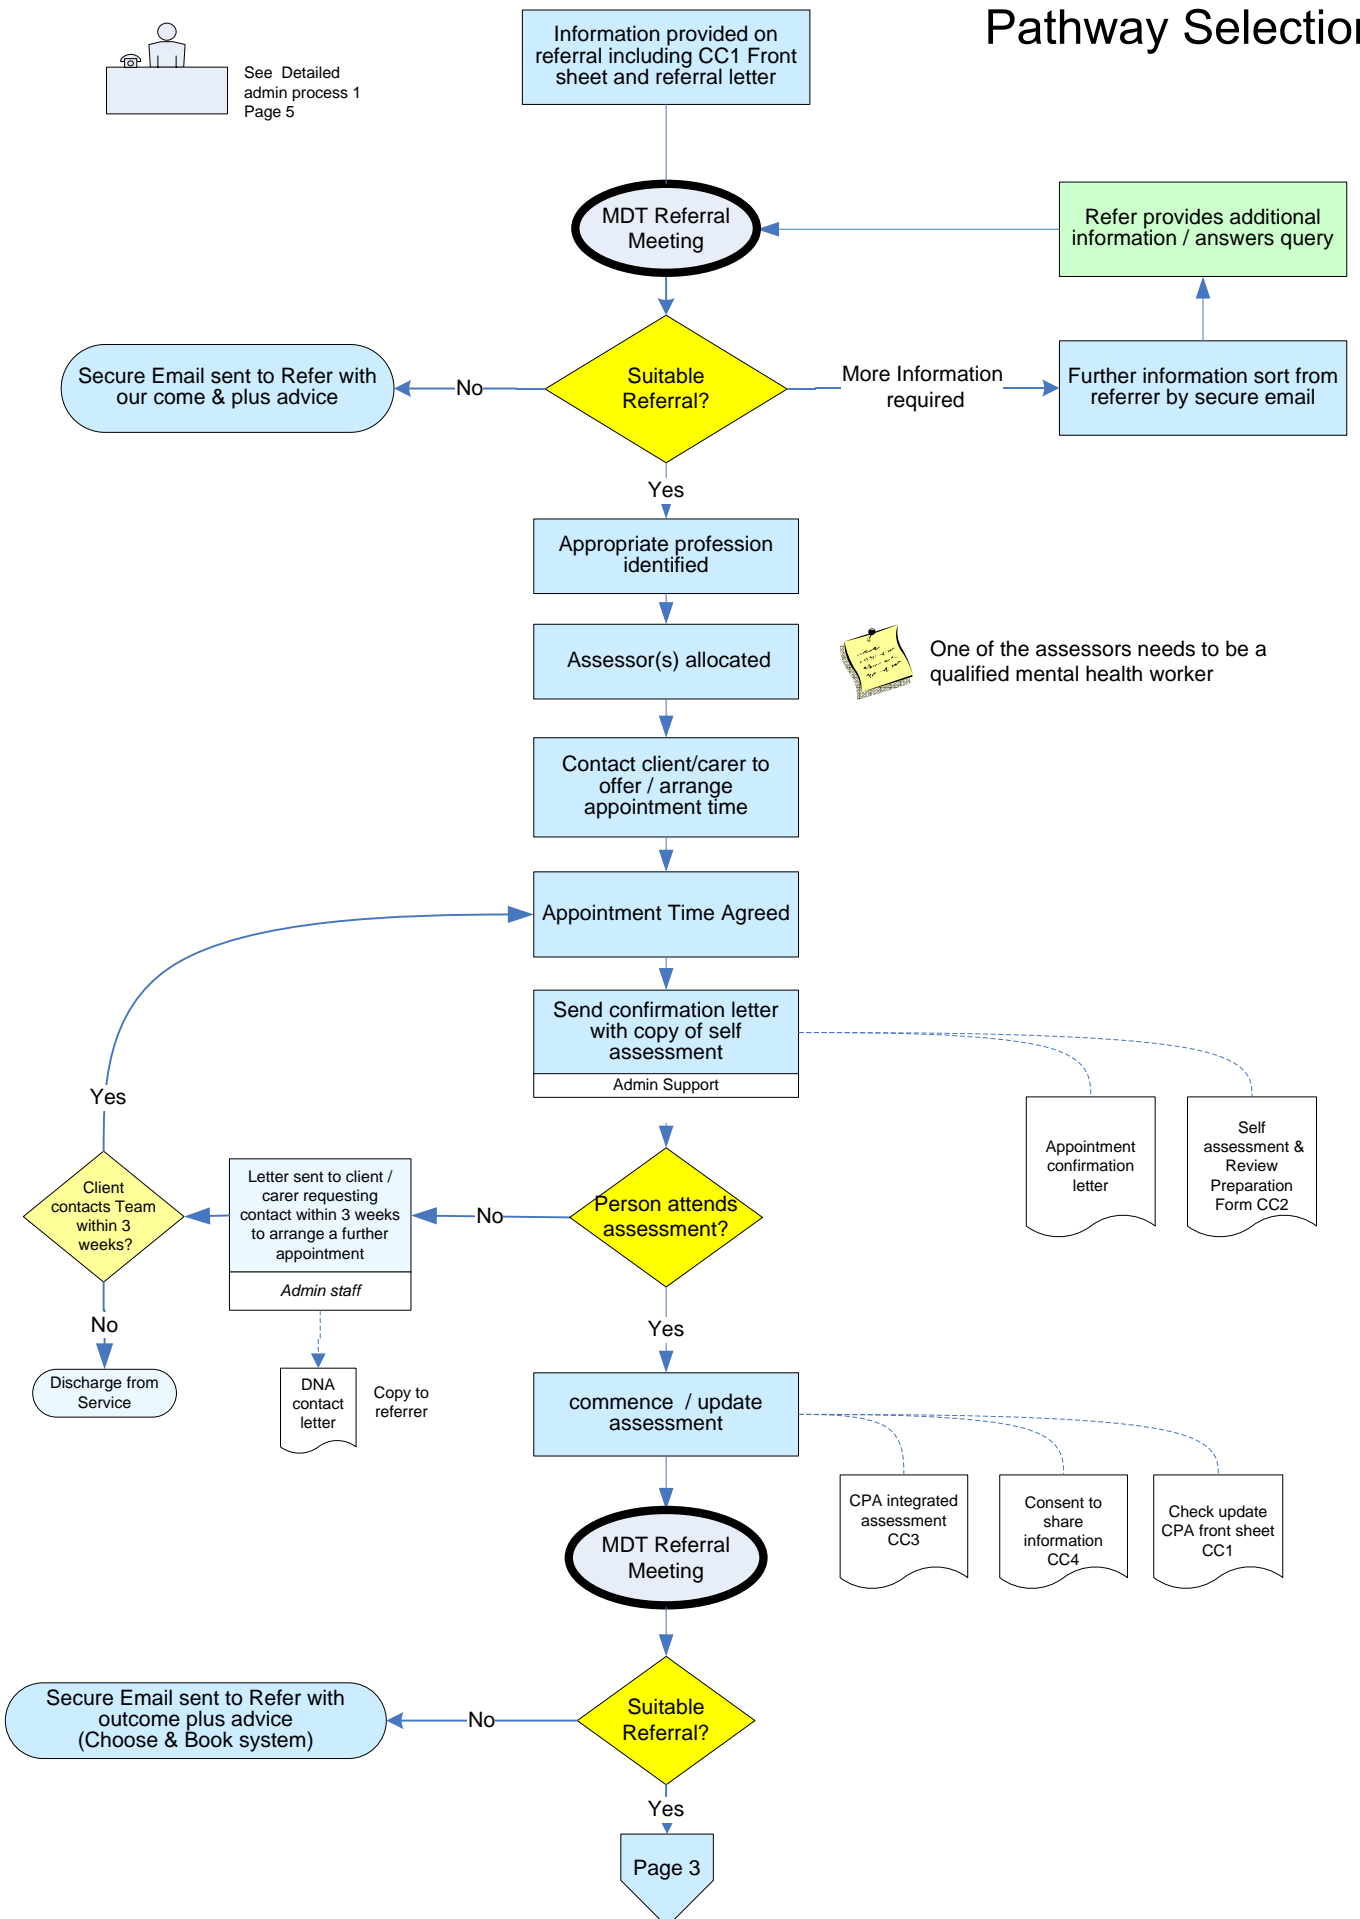 Pathway Selection
See Detailed
admin process 1
Page 5
Information provided on
referral including CC1 Front
sheet and referral letter
MDT Referral
Meeting
Refer provides additional
information / answers query
Secure Email sent to Refer with
our come & plus advice
No
Suitable
Referral?
More Information
required
Further information sort from
referrer by secure email
Yes
Appropriate profession
identified
Assessor(s) allocated
One of the assessors needs to be a
qualified mental health worker
Contact client/carer to
offer / arrange
appointment time
Appointment Time Agreed
Send confirmation letter
with copy of self
assessment
Admin Support
Yes
Appointment
confirmation
letter
Self
assessment &
Review
Preparation
Form CC2
Client
contacts Team
within 3
weeks?
Letter sent to client /
carer requesting
contact within 3 weeks
to arrange a further
appointment
Admin staff
No
Person attends
assessment?
No
Discharge from
Service
DNA
contact
letter
Copy to
referrer
Yes
commence / update
assessment
CPA integrated
assessment
CC3
Consent to
share
information
CC4
Check update
CPA front sheet
CC1
MDT Referral
Meeting
Secure Email sent to Refer with
outcome plus advice
(Choose & Book system)
No
Suitable
Referral?
Yes
Page 3